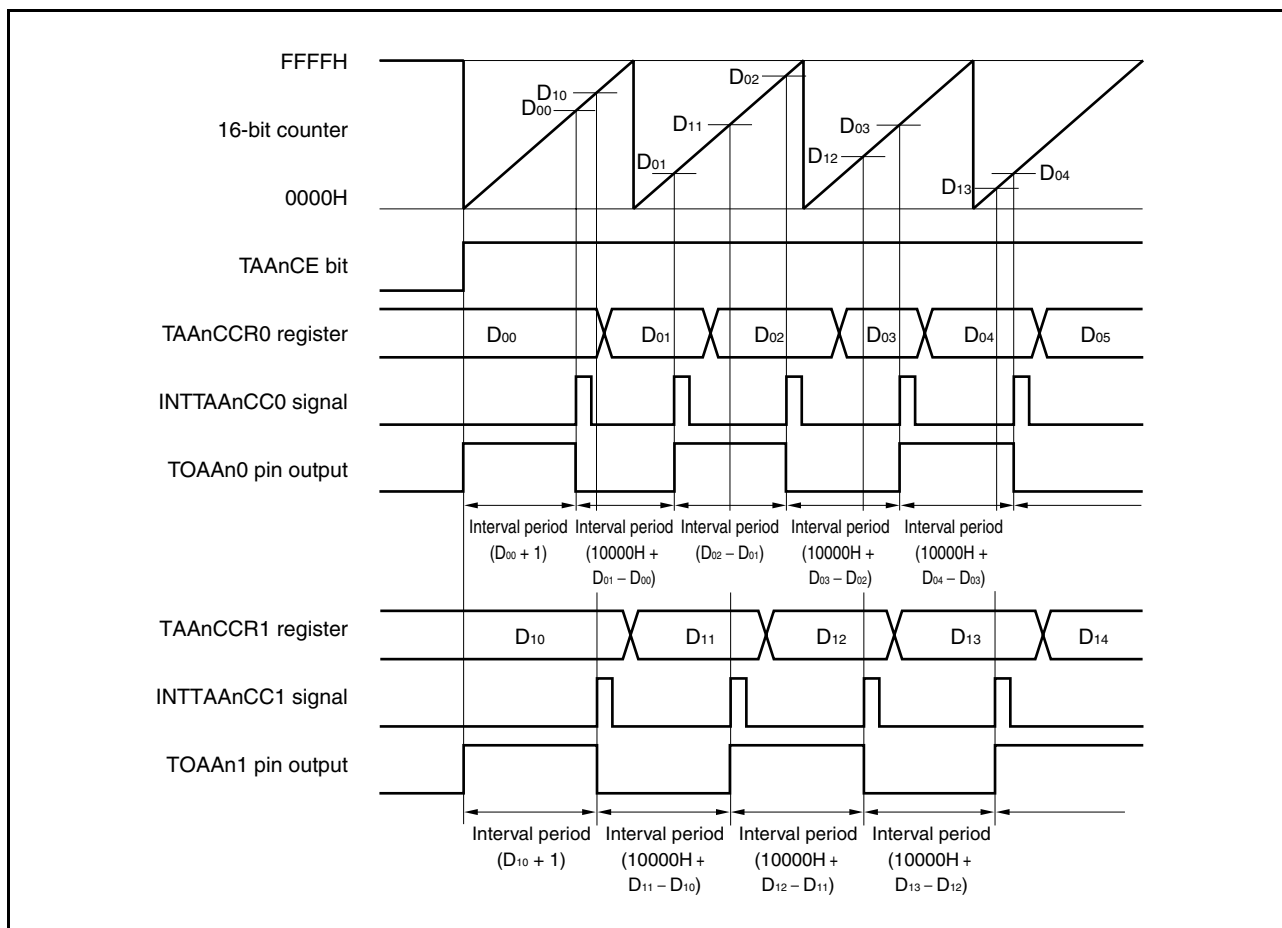 FFFFH
D10
D00
D02
16-bit counter
D11
D03
D01
D12
D13
D04
0000H
TAAnCE bit
TAAnCCR0 register
D00
D01
D02
D03
D04
D05
INTTAAnCC0 signal
TOAAn0 pin output
Interval period
(D00 + 1)
Interval period
(10000H +
D01 – D00)
Interval period
(D02 – D01)
Interval period
(10000H +
D03 – D02)
Interval period
(10000H +
D04 – D03)
TAAnCCR1 register
D10
D11
D12
D13
D14
INTTAAnCC1 signal
TOAAn1 pin output
Interval period
(D10 + 1)
Interval period
(10000H +
D11 – D10)
Interval period
(10000H +
D12 – D11)
Interval period
(10000H +
D13 – D12)